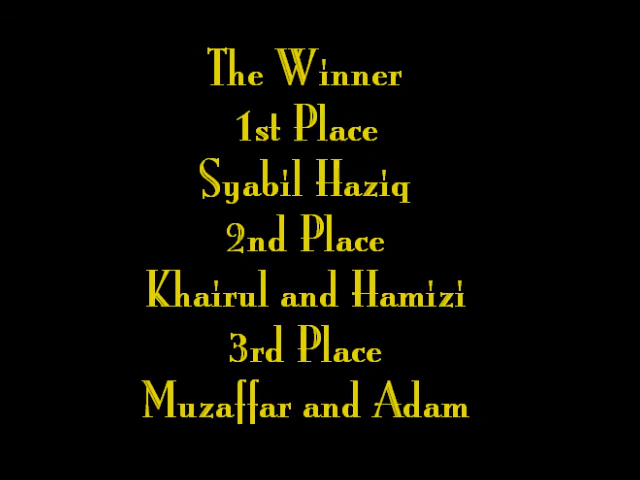 The Winner
1st Place
Syabil Haziq
2nd Place
Khairul and Hamizi
3rd Place
Muzaffar and Adam